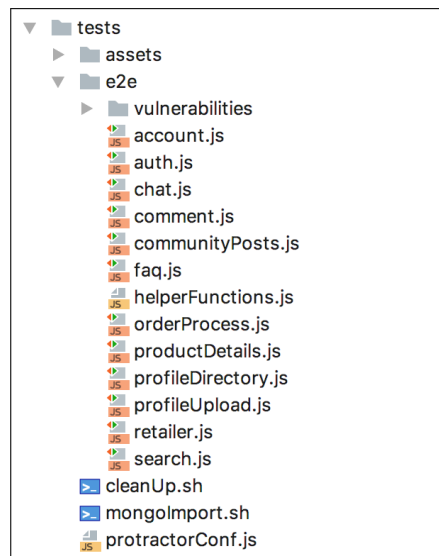 tests
assets
e2e
vulnerabilities
account.js
auth.js
chat.js
comment.js
communityPosts.js
faq.js
helperFunctions.js
orderProcess.js
productDetails.js
profileDirectory.js
profileUpload.js
retailer.js
search.js
cleanUp.sh
mongoImport.sh
protractorConf.js